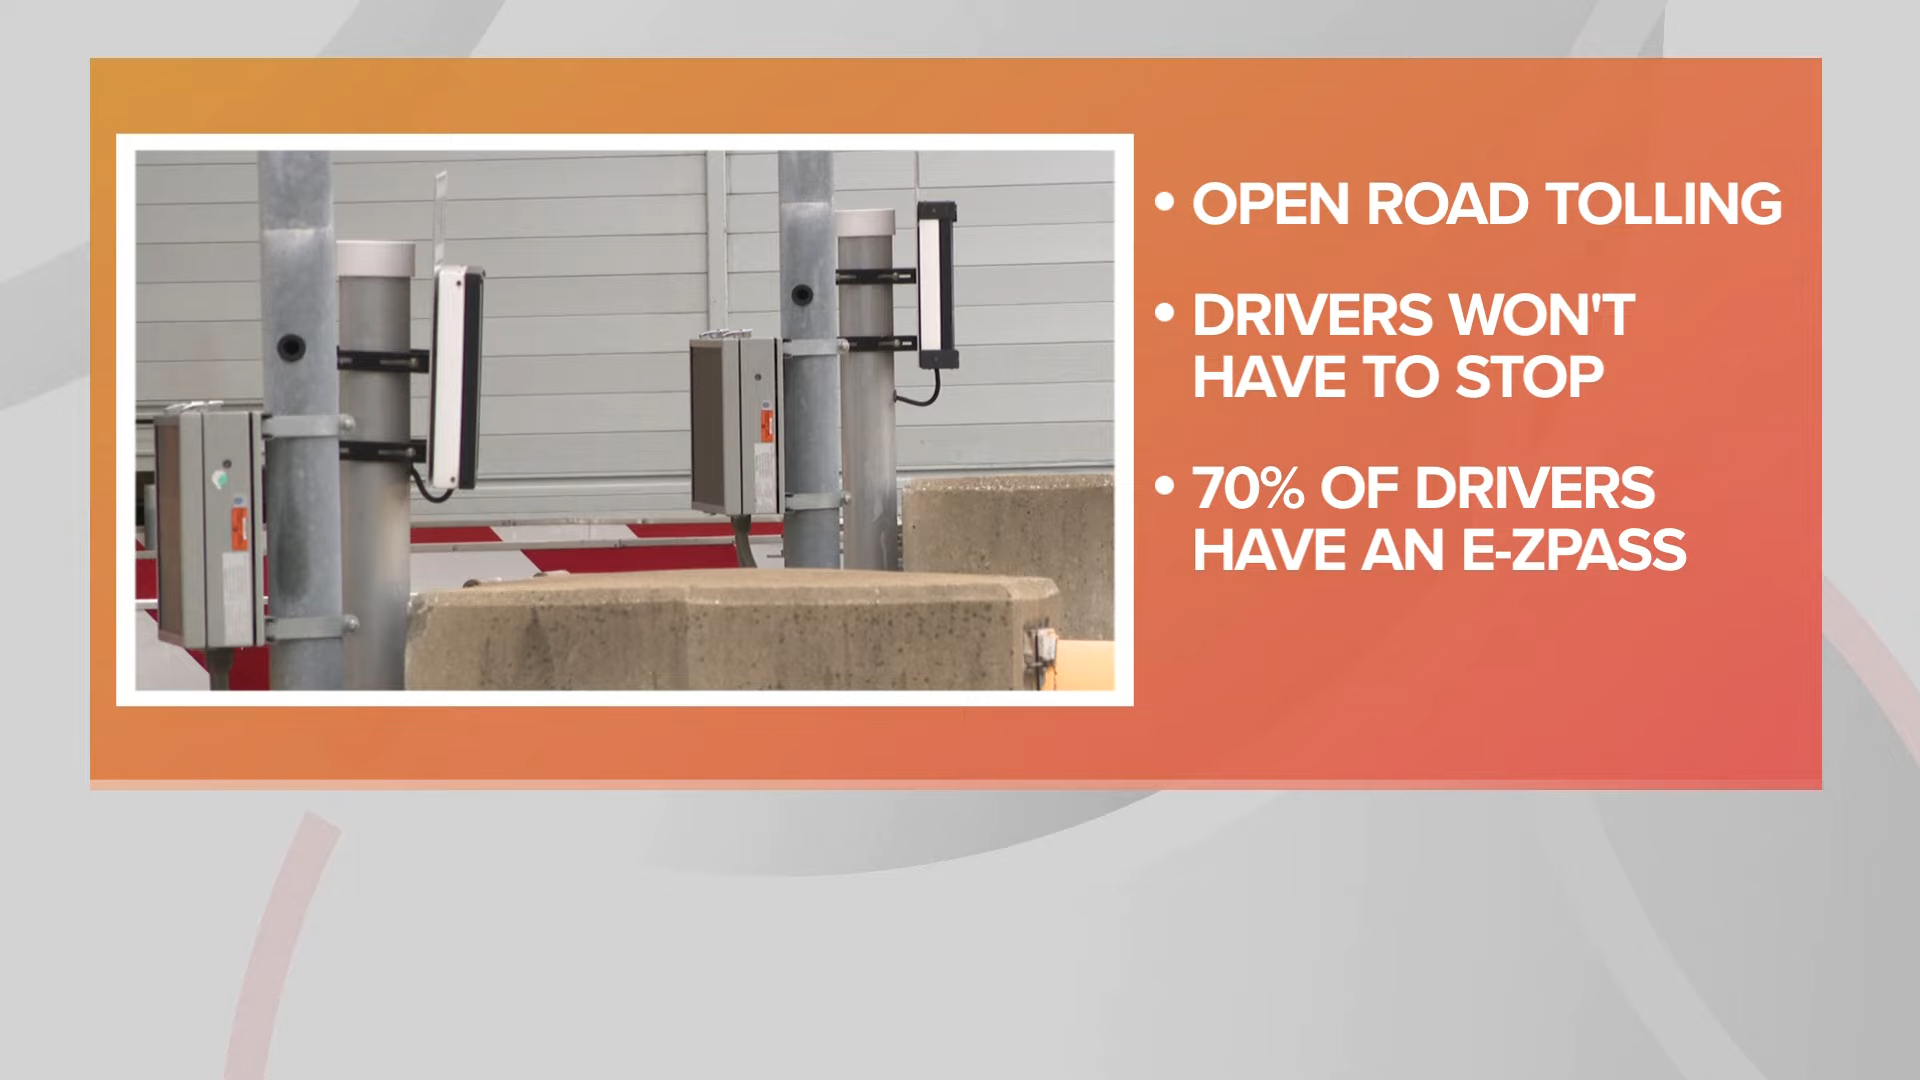 • OPEN ROAD TOLLING
• DRIVERS WON'T
HAVE TO STOP
• 70% OF DRIVERS
HAVE AN E-ZPASS